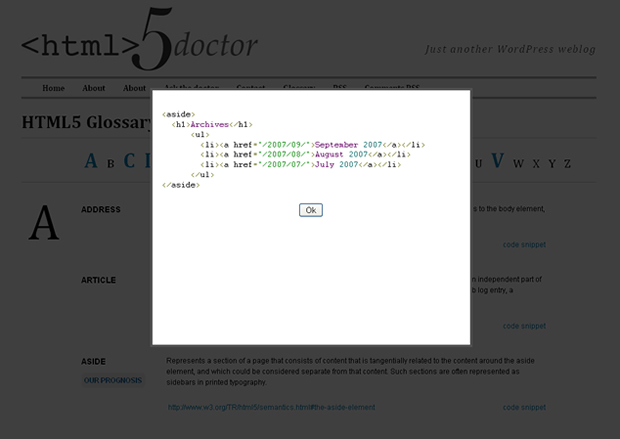 <html>5doctor
Just another WordPress weblog
Home About About Ask the doctor Contact Glossary RSS Comments RSS
HTML5 Glossary
A B C
U V W X Y Z
<aside>
<h1>Archives</h1>
<ul>
<li><a href="/2007/09/">September 2007</a></li>
<li><a href="/2007/08/">August 2007</a></li>
<li><a href="/2007/07/">July 2007</a></li>
</ul>
</aside>
Ok
A
ADDRESS
s to the body element,
code snippet
ARTICLE
n independent part of
log entry, a
code snippet
ASIDE
OUR PROGNOSIS
Represents a section of a page that consists of content that is tangentially related to the content around the aside
element, and which could be considered separate from that content. Such sections are often represented as
sidebars in printed typography.
http://www.w3.org/TR/html5/semantics.html#the-aside-element
code snippet